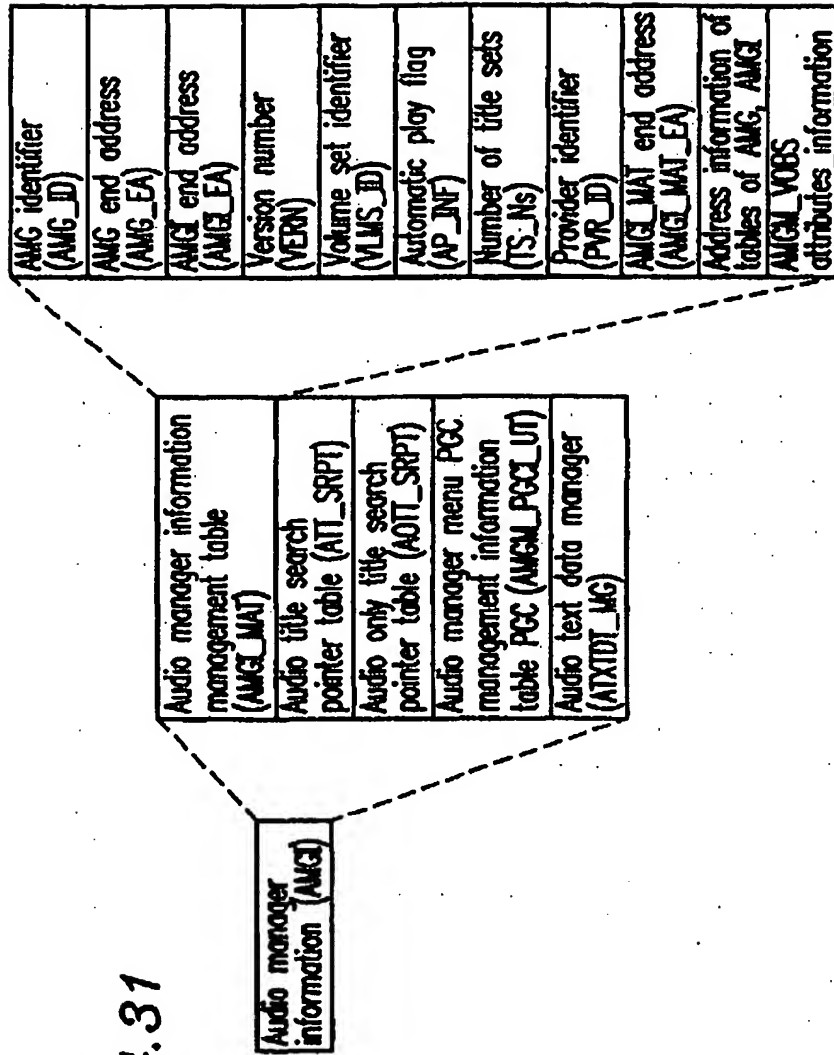 .31
Audio manager
information (AMGI)
Audio manager information
management table
(AMGI_MAT)
Audio title search
pointer table (ATT_SRPT)
Audio only title search
pointer table (AOTT_SRPT)
Audio manager menu PGC
management information
table PGC (AMGM_PGCI_UT)
Audio text data manager
(ATXTDT_MG)
AMG identifier
(AMG_ID)
AMG end address
(AMG_EA)
AMGI end address
(AMGI_EA)
Version number
(VERN)
Volume set identifier
(VLMS_ID)
Automatic play flag
(AP_INF)
Number of title sets
(TS_Ns)
Provider identifier
(PVR_ID)
AMGI_MAT end address
(AMGI_MAT_EA)
Address information of
tables of AMG, AMGI
AMGM_VOBS
attributes information